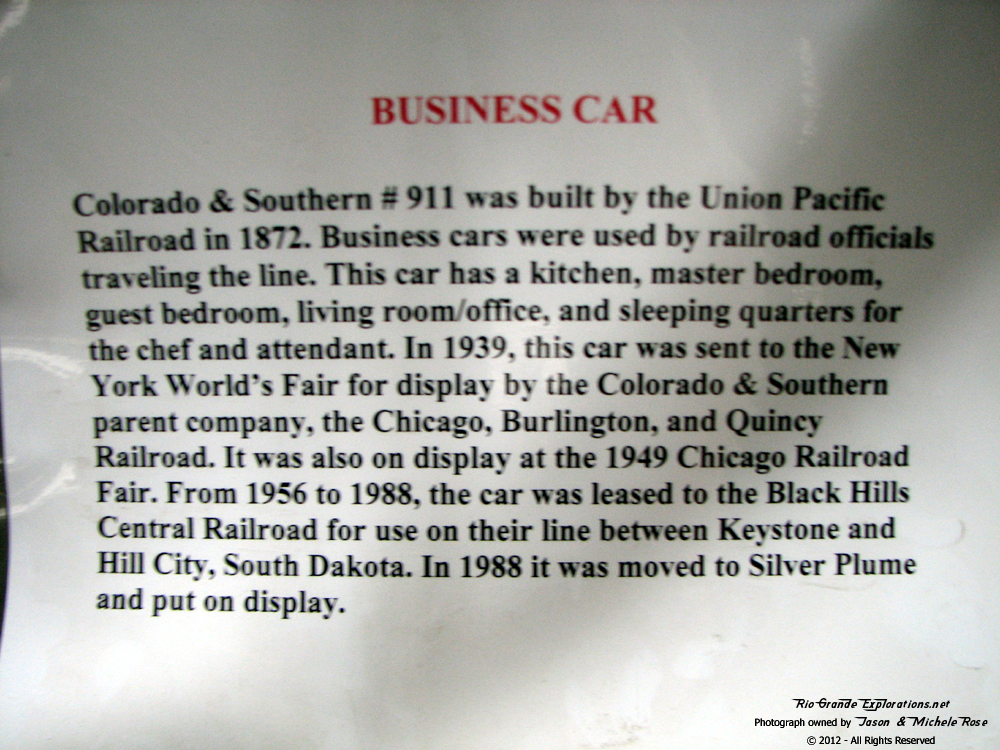 BUSINESS CAR
Colorado & Southern # 911 was built by the Union Pacific
Railroad in 1872. Business cars were used by railroad officials
traveling the line. This car has a kitchen, master bedroom,
guest bedroom, living room/office, and sleeping quarters for
the chef and attendant. In 1939, this car was sent to the New
York World's Fair for display by the Colorado & Southern
parent company, the Chicago, Burlington, and Quincy
Railroad. It was also on display at the 1949 Chicago Railroad
Fair. From 1956 to 1988, the car was leased to the Black Hills
Central Railroad for use on their line between Keystone and
Hill City, South Dakota. In 1988 it was moved to Silver Plume
and put on display.
Rio Grande Explorations.net
Photograph owned by Jason & Michele Rose
© 2012 - All Rights Reserved